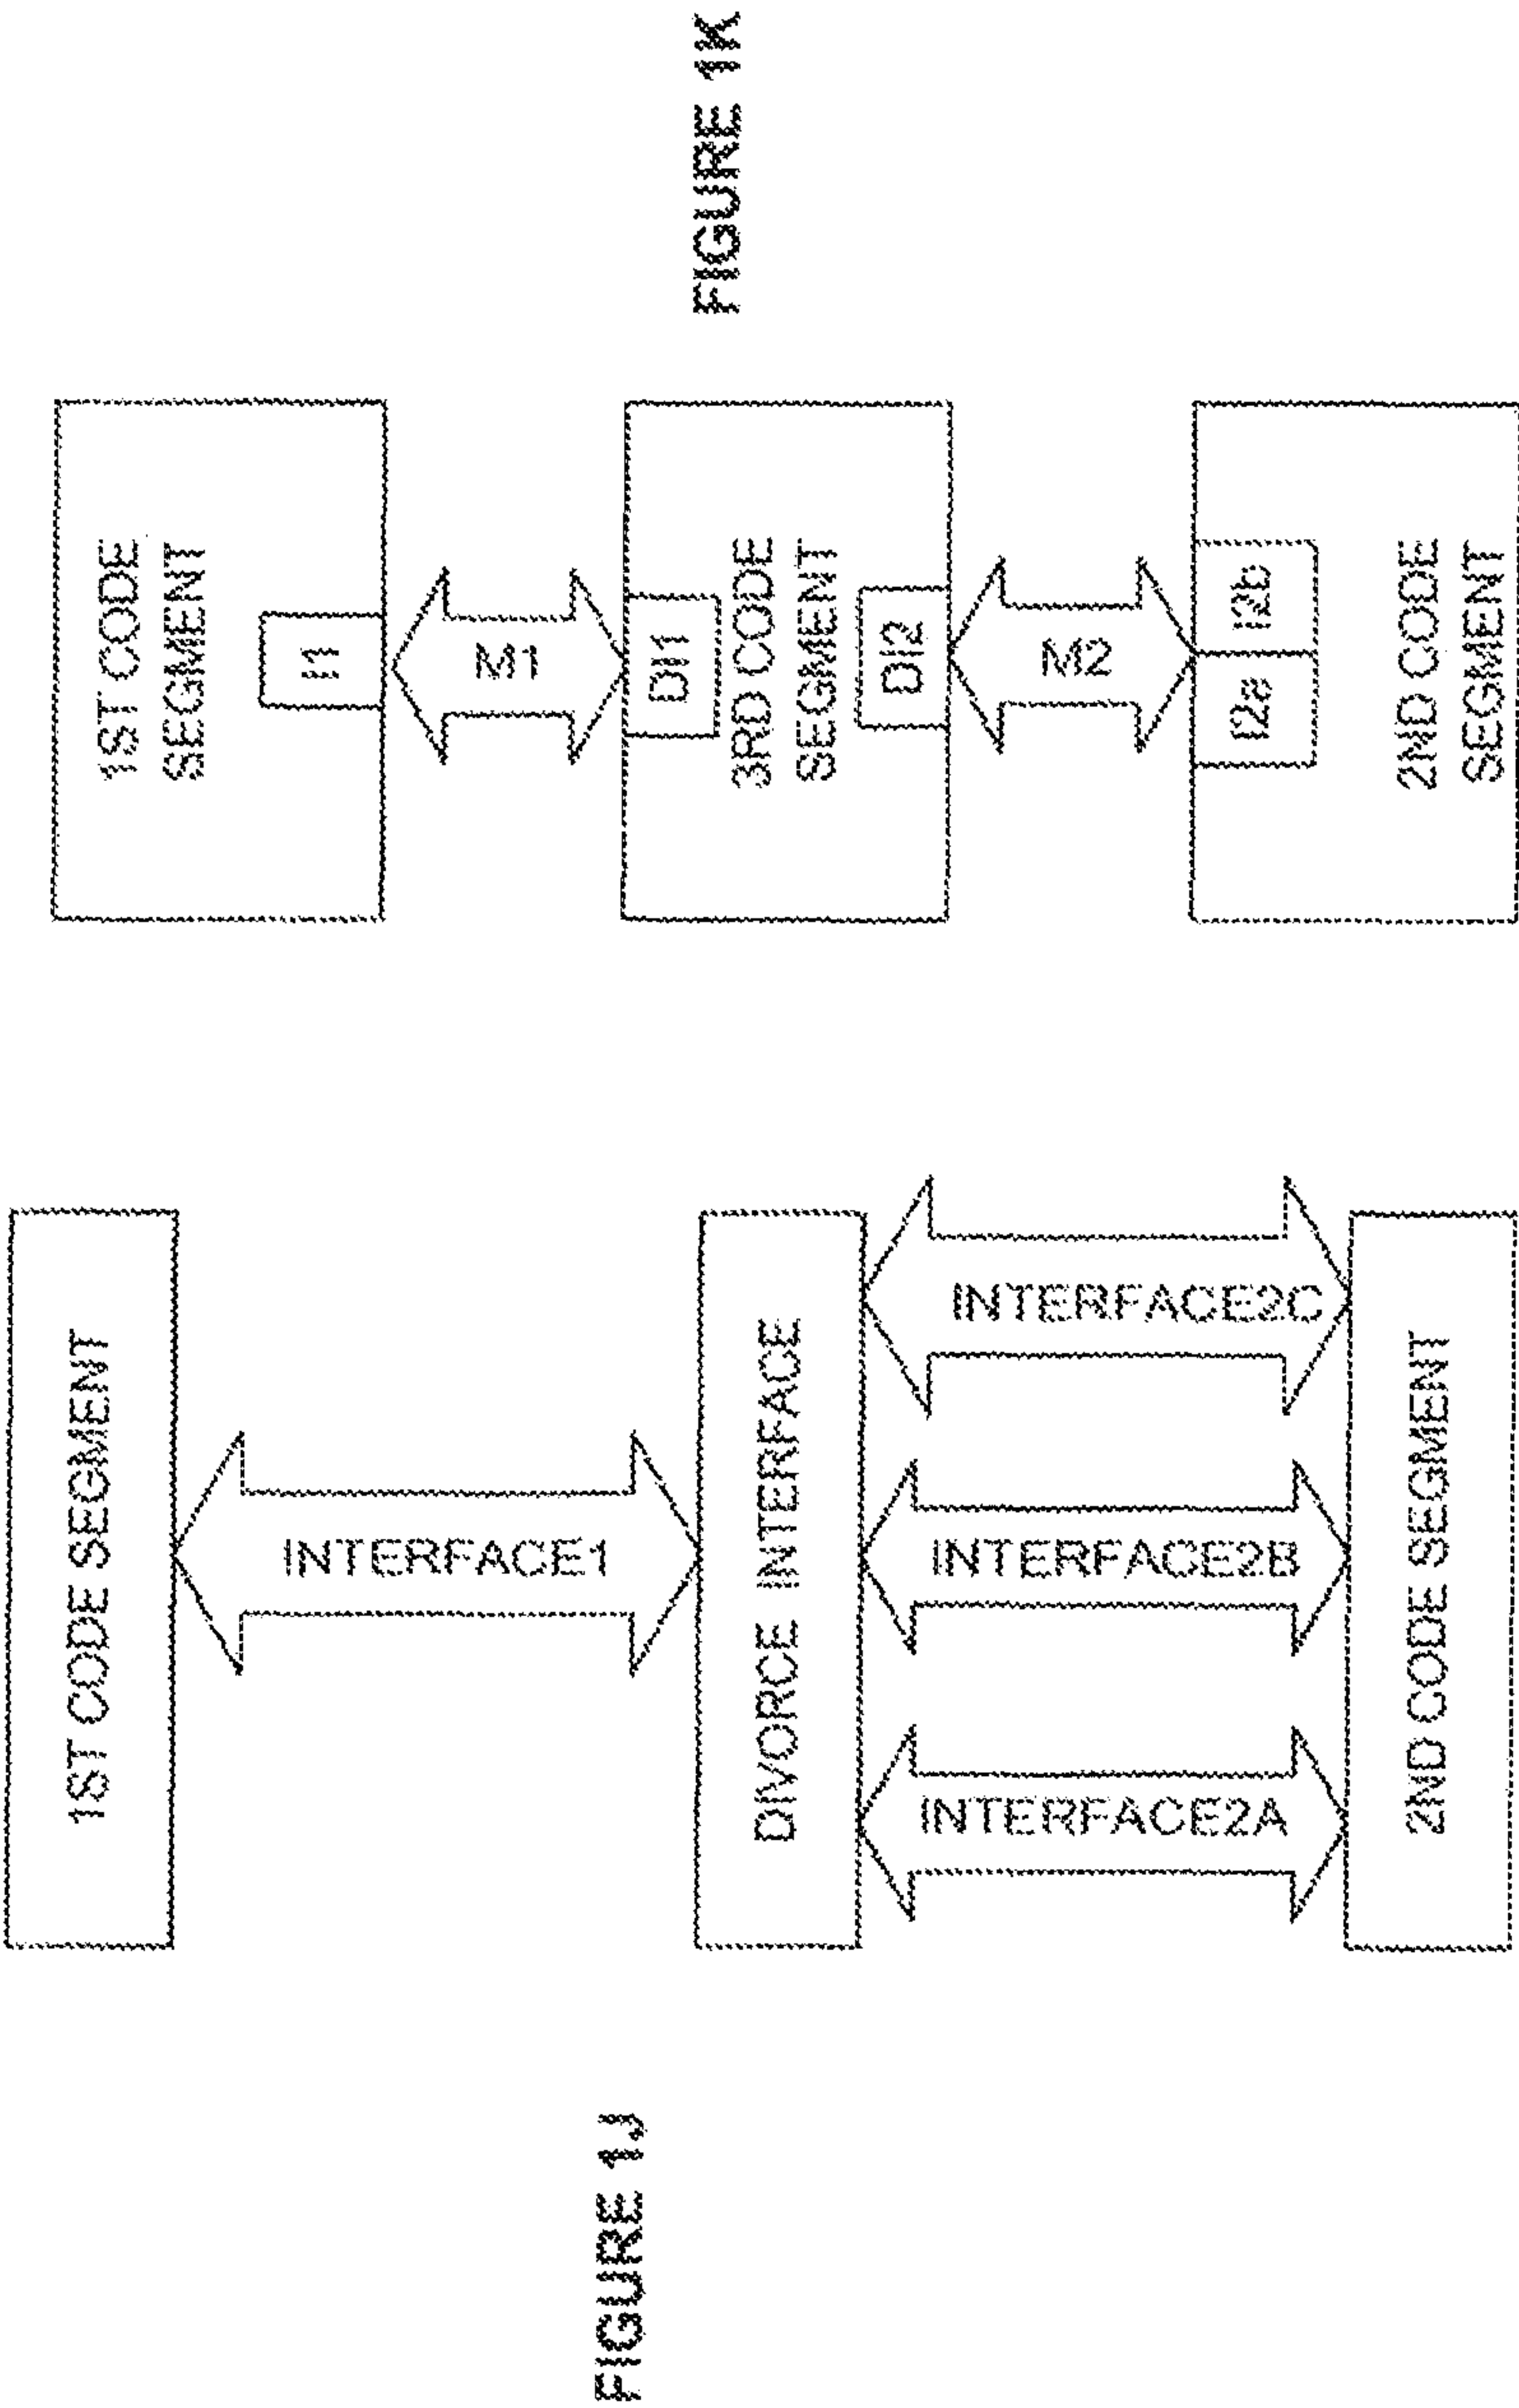 FIGURE 1J
1ST CODE SEGMENT
INTERFACE1
DIVORCE INTERFACE
INTERFACE2A
INTERFACE2B
INTERFACE2C
2ND CODE SEGMENT
FIGURE 1K
1ST CODE
SEGMENT
I1
M1
DI1
3RD CODE
SEGMENT
DI2
M2
I2a
I2b
2ND CODE
SEGMENT